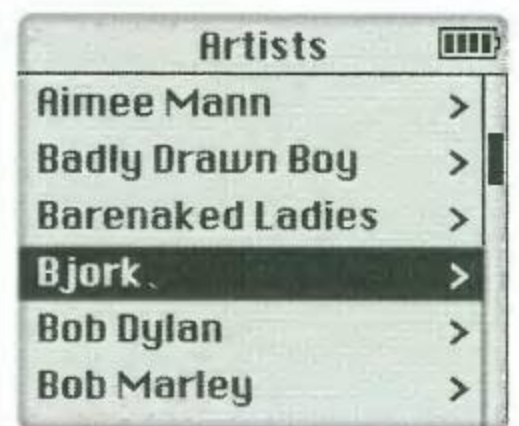 Artists
Aimee Mann >
Badly Drawn Boy >
Barenaked Ladies >
Bjork >
Bob Dylan >
Bob Marley >